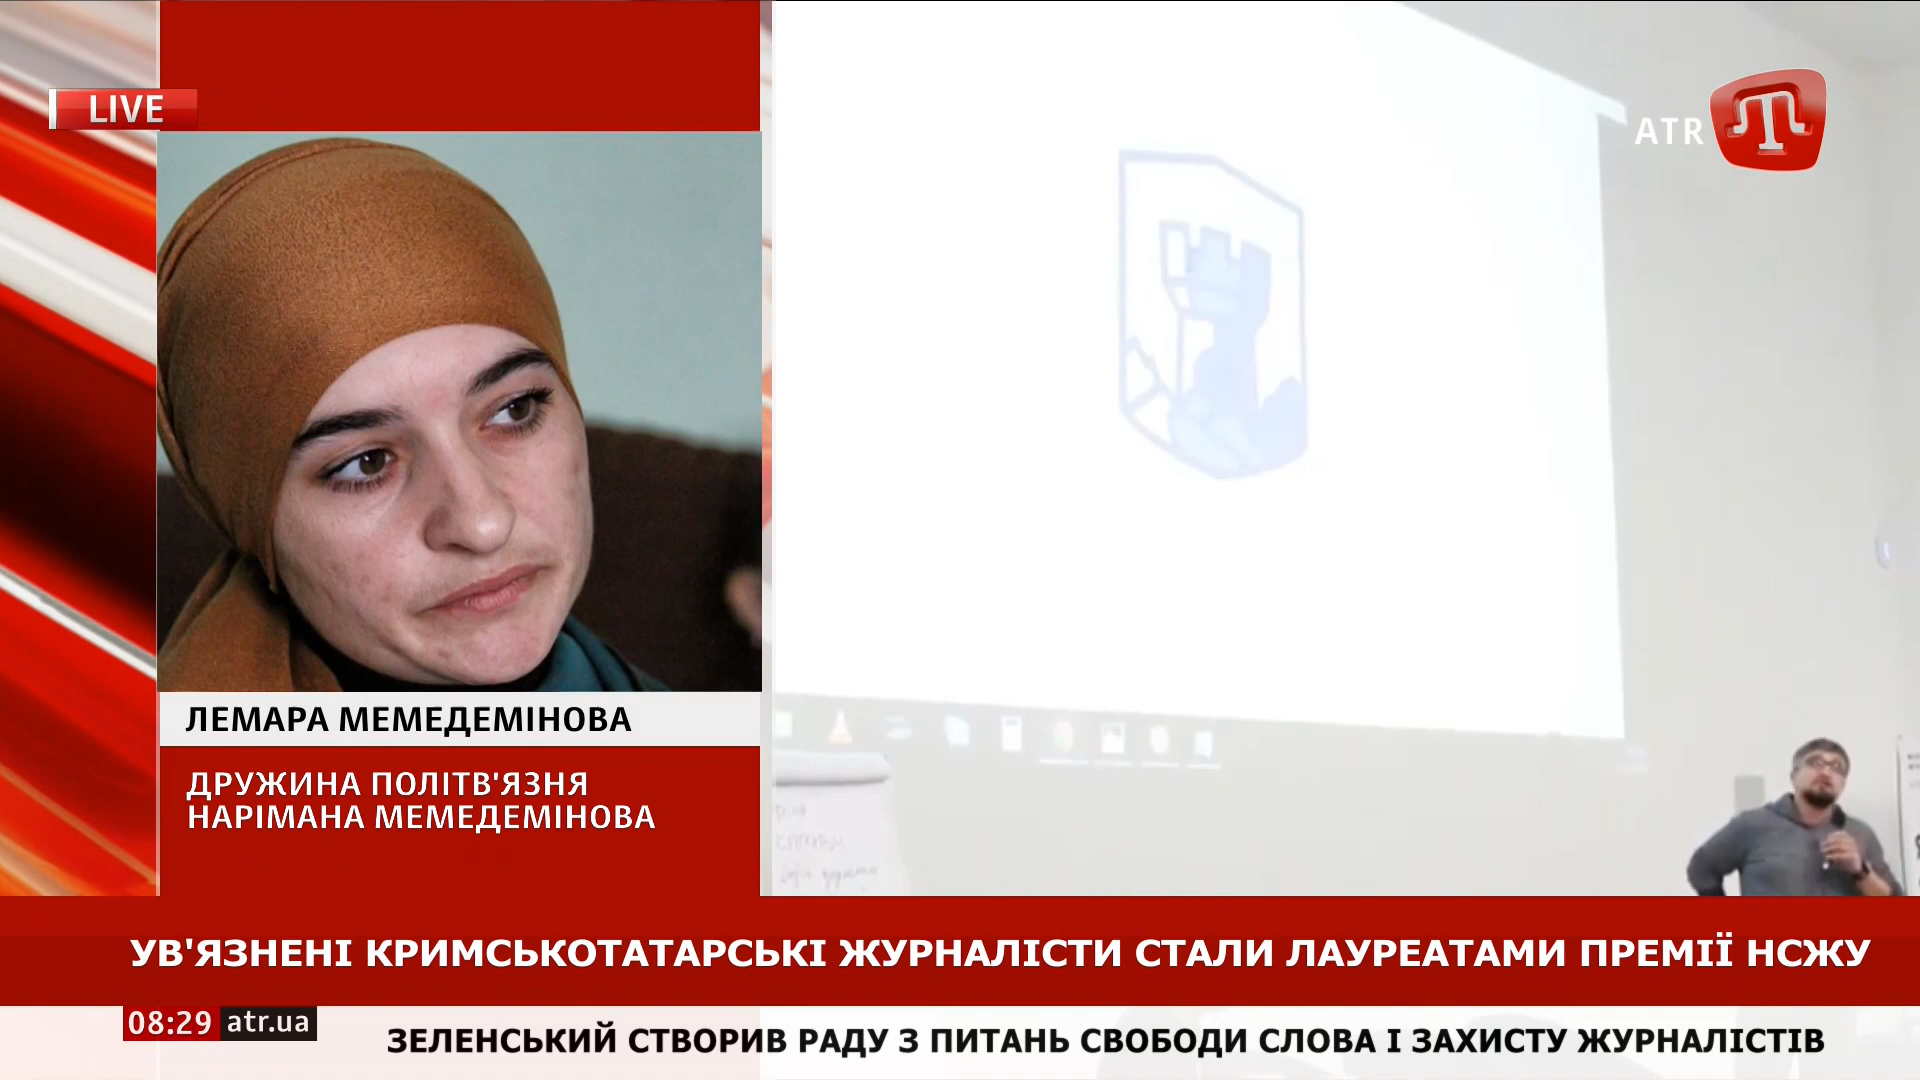 LIVE
ATR
ЛЕМАРА МЕМЕДЕМІНОВА
ДРУЖИНА ПОЛІТВ'ЯЗНЯ
НАРІМАНА МЕМЕДЕМІНОВА
УВ'ЯЗНЕНІ КРИМСЬКОТАТАРСЬКІ ЖУРНАЛІСТИ СТАЛИ ЛАУРЕАТАМИ ПРЕМІЇ НСЖУ
08:29 atr.ua
ЗЕЛЕНСЬКИЙ СТВОРИВ РАДУ З ПИТАНЬ СВОБОДИ СЛОВА І ЗАХИСТУ ЖУРНАЛІСТІВ